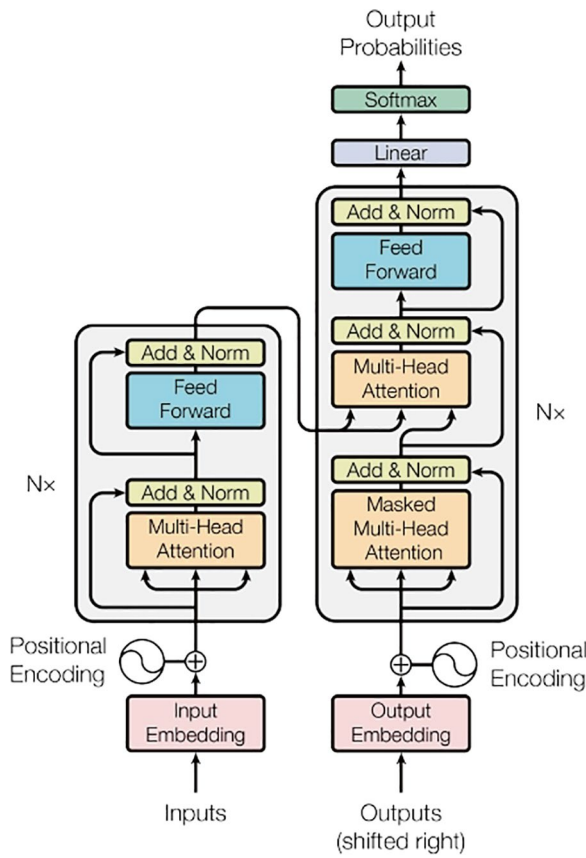 Output
Probabilities
Softmax
Linear
Add & Norm
Feed
Forward
Add & Norm
Multi-Head
Attention
Add & Norm
Masked
Multi-Head
Attention
N×
Add & Norm
Feed
Forward
N×
Add & Norm
Multi-Head
Attention
Positional
Encoding
Positional
Encoding
Input
Embedding
Output
Embedding
Inputs
Outputs
(shifted right)